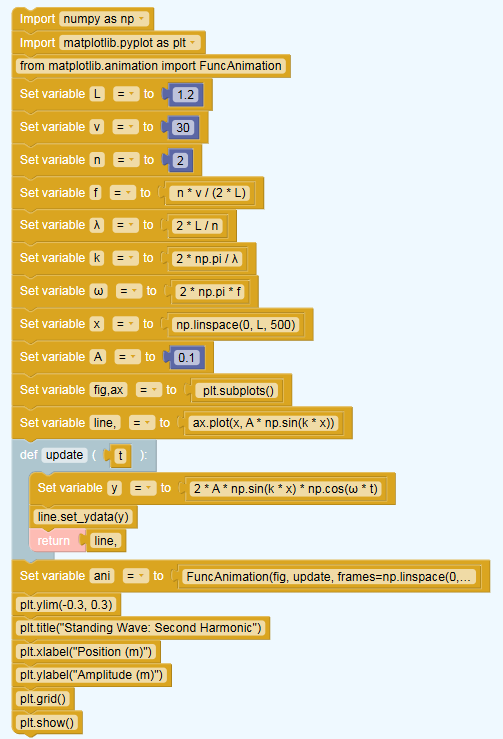 Import numpy as np
Import matplotlib.pyplot as plt
from matplotlib.animation import FuncAnimation
Set variable L = to 1.2
Set variable v = to 30
Set variable n = to 2
Set variable f = to n * v / (2 * L)
Set variable λ = to 2 * L / n
Set variable k = to 2 * np.pi / λ
Set variable ω = to 2 * np.pi * f
Set variable x = to np.linspace(0, L, 500)
Set variable A = to 0.1
Set variable fig,ax = to plt.subplots()
Set variable line, = to ax.plot(x, A * np.sin(k * x))
def update ( t ):
Set variable y = to 2 * A * np.sin(k * x) * np.cos(ω * t)
line.set_ydata(y)
return line,
Set variable ani = to FuncAnimation(fig, update, frames=np.linspace(0,...
plt.ylim(-0.3, 0.3)
plt.title("Standing Wave: Second Harmonic")
plt.xlabel("Position (m)")
plt.ylabel("Amplitude (m)")
plt.grid()
plt.show()